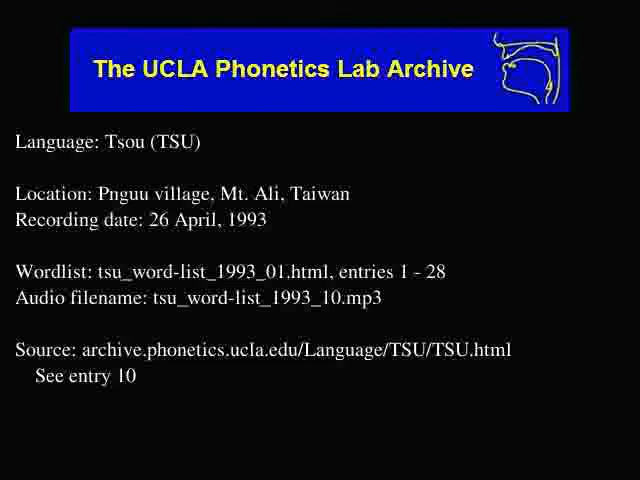 The UCLA Phonetics Lab Archive
Language: Tsou (TSU)
Location: Pnguu village, Mt. Ali, Taiwan
Recording date: 26 April, 1993
Wordlist: tsu_word-list_1993_01.html, entries 1 - 28
Audio filename: tsu_word-list_1993_10.mp3
Source: archive.phonetics.ucla.edu/Language/TSU/TSU.html
See entry 10